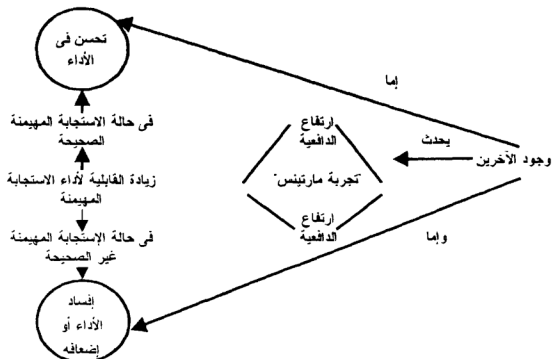 تحسن فى
الأداء
إما
فى حالة الاستجابة المهيمنة
الصحيحة
ارتفاع
الدافعية
يحدث
وجود الآخرين
زيادة القابلية لأداء الاستجابة
المهيمنة
"تجربة مارتينس"
ارتفاع
الدافعية
فى حالة الإستجابة المهيمنة
غير الصحيحة
وإما
إفساد
الأداء أو
إضعافه